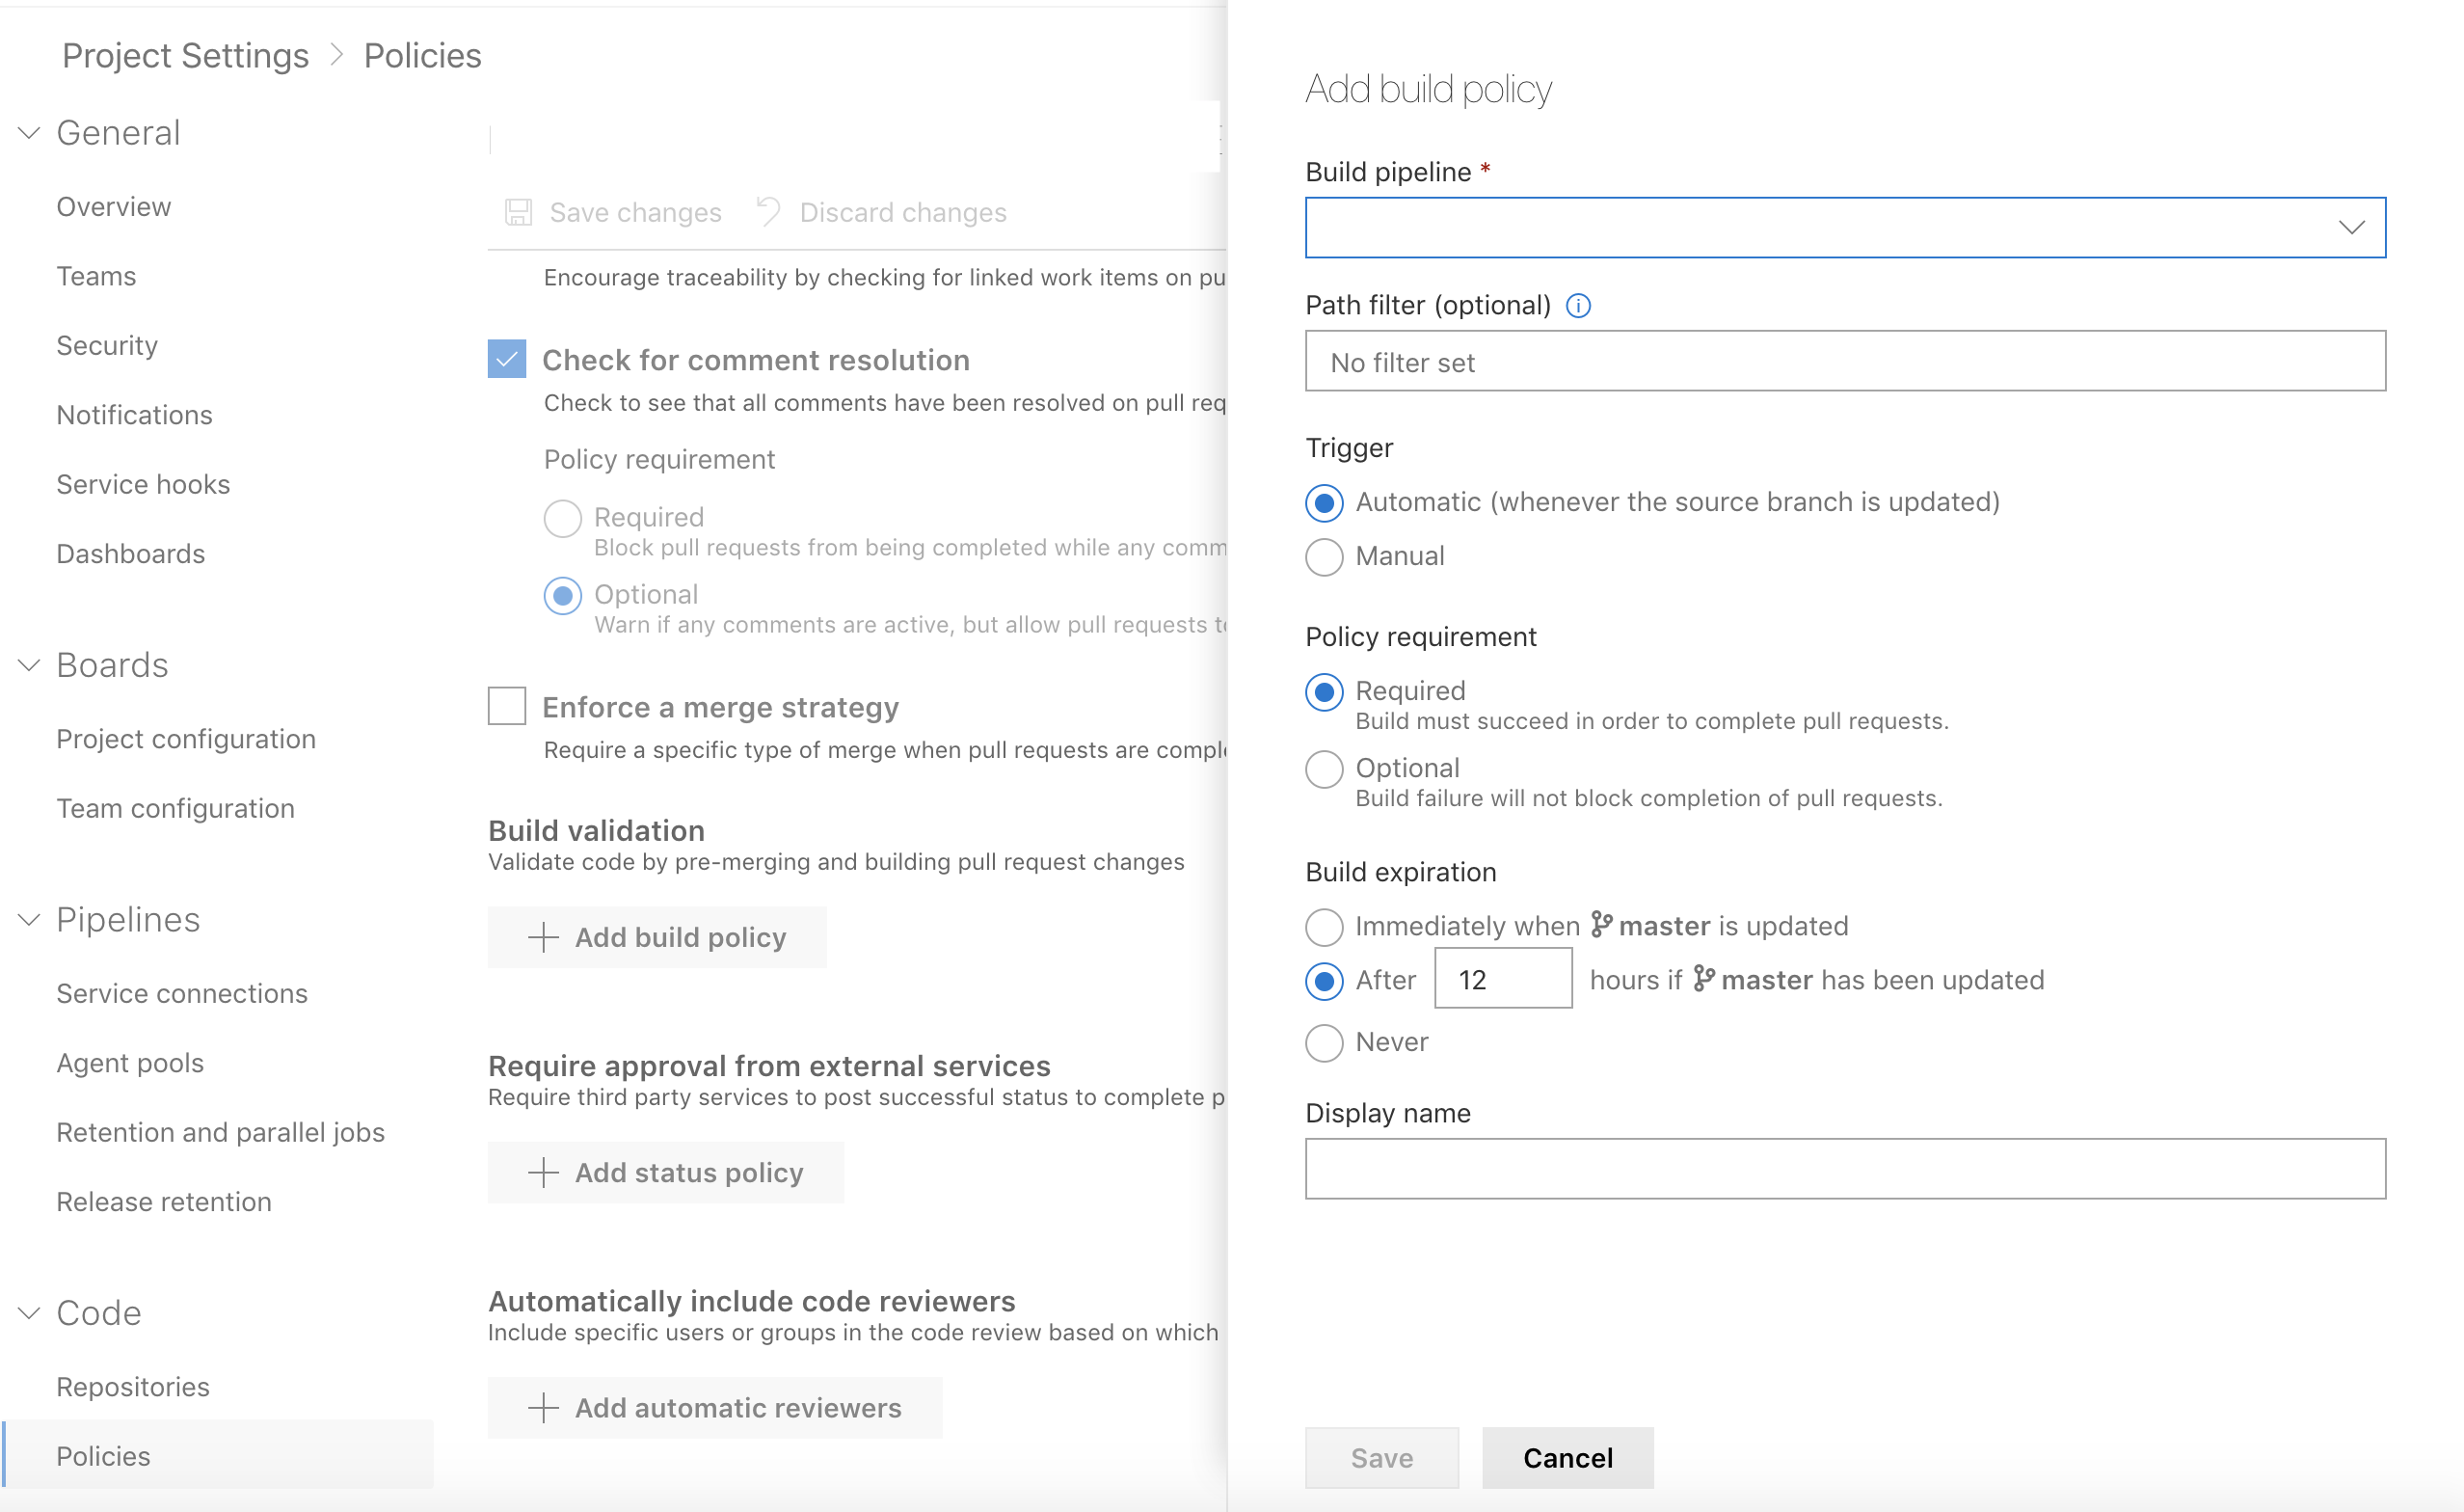 Project Settings > Policies
General
Overview
Teams
Security
Notifications
Service hooks
Dashboards
Boards
Project configuration
Team configuration
Pipelines
Service connections
Agent pools
Retention and parallel jobs
Release retention
Code
Repositories
Policies
Save changes Discard changes
Encourage traceability by checking for linked work items on pu
Check for comment resolution
Check to see that all comments have been resolved on pull req
Policy requirement
Required
Block pull requests from being completed while any comm
Optional
Warn if any comments are active, but allow pull requests t
Enforce a merge strategy
Require a specific type of merge when pull requests are compl
Build validation
Validate code by pre-merging and building pull request changes
Add build policy
Require approval from external services
Require third party services to post successful status to complete p
Add status policy
Automatically include code reviewers
Include specific users or groups in the code review based on which
Add automatic reviewers
Add build policy
Build pipeline *
Path filter (optional)
No filter set
Trigger
Automatic (whenever the source branch is updated)
Manual
Policy requirement
Required
Build must succeed in order to complete pull requests.
Optional
Build failure will not block completion of pull requests.
Build expiration
Immediately when master is updated
After 12 hours if master has been updated
Never
Display name
Save Cancel